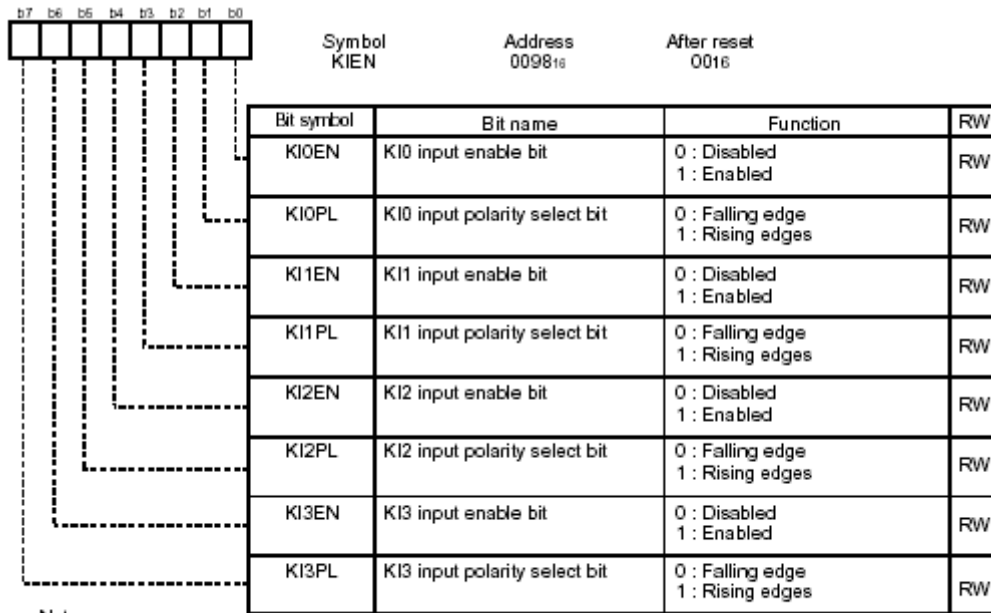 b7 b6 b5 b4 b3 b2 b1 b0
Symbol Address After reset
KIEN 009816 0016
Bit symbol Bit name Function RW
KI0EN KI0 input enable bit 0 : Disabled
1 : Enabled RW
KI0PL KI0 input polarity select bit 0 : Falling edge
1 : Rising edges RW
KI1EN KI1 input enable bit 0 : Disabled
1 : Enabled RW
KI1PL KI1 input polarity select bit 0 : Falling edge
1 : Rising edges RW
KI2EN KI2 input enable bit 0 : Disabled
1 : Enabled RW
KI2PL KI2 input polarity select bit 0 : Falling edge
1 : Rising edges RW
KI3EN KI3 input enable bit 0 : Disabled
1 : Enabled RW
KI3PL KI3 input polarity select bit 0 : Falling edge
1 : Rising edges RW